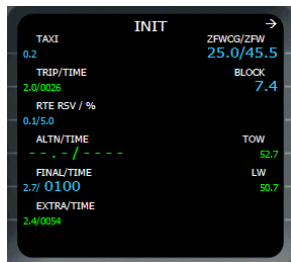 INIT →
TAXI ZFWCG/ZFW
0.2 25.0/45.5
TRIP/TIME BLOCK
2.0/0026 7.4
RTE RSV / %
0.1/5.0
ALTN/TIME TOW
--.-/---- 52.7
FINAL/TIME LW
2.7/ 0100 50.7
EXTRA/TIME
2.4/0054